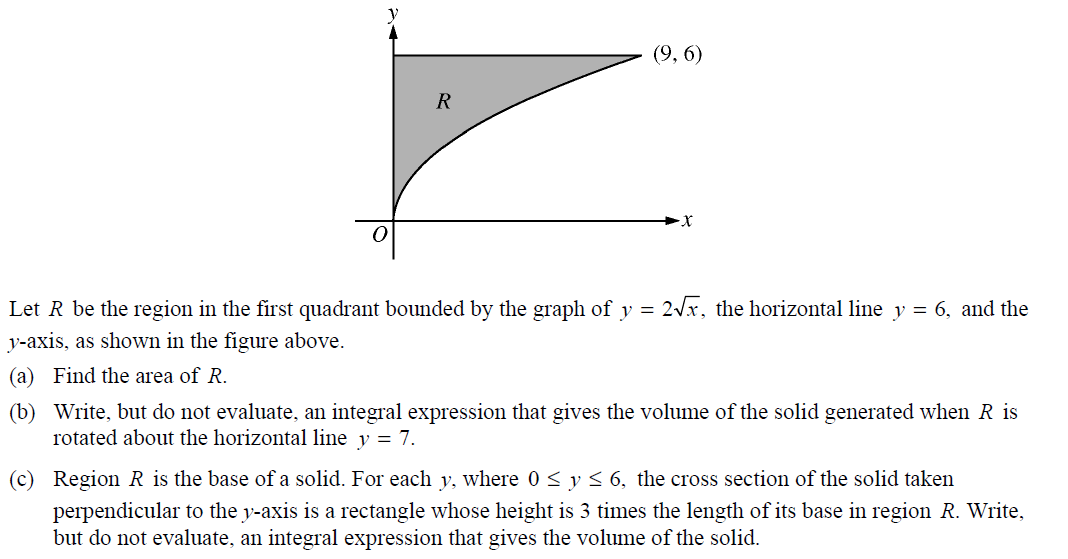 y
(9, 6)
R
x
O
Let R be the region in the first quadrant bounded by the graph of y = 2√x, the horizontal line y = 6, and the
y-axis, as shown in the figure above.
(a) Find the area of R.
(b) Write, but do not evaluate, an integral expression that gives the volume of the solid generated when R is
rotated about the horizontal line y = 7.
(c) Region R is the base of a solid. For each y, where 0 ≤ y ≤ 6, the cross section of the solid taken
perpendicular to the y-axis is a rectangle whose height is 3 times the length of its base in region R. Write,
but do not evaluate, an integral expression that gives the volume of the solid.